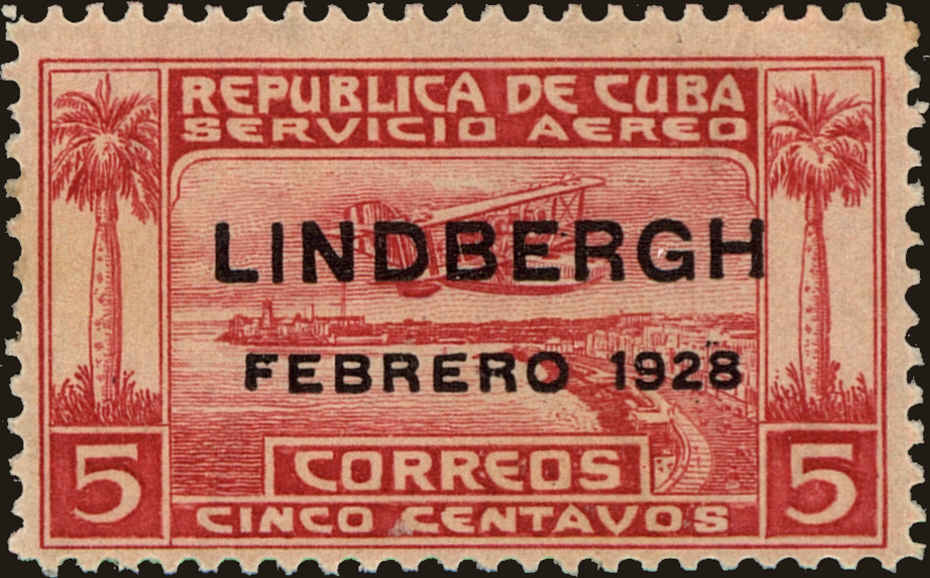 REPUBLICA DE CUBA
SERVICIO AEREO
LINDBERGH
FEBRERO 1928
5 CORREOS 5
CINCO CENTAVOS